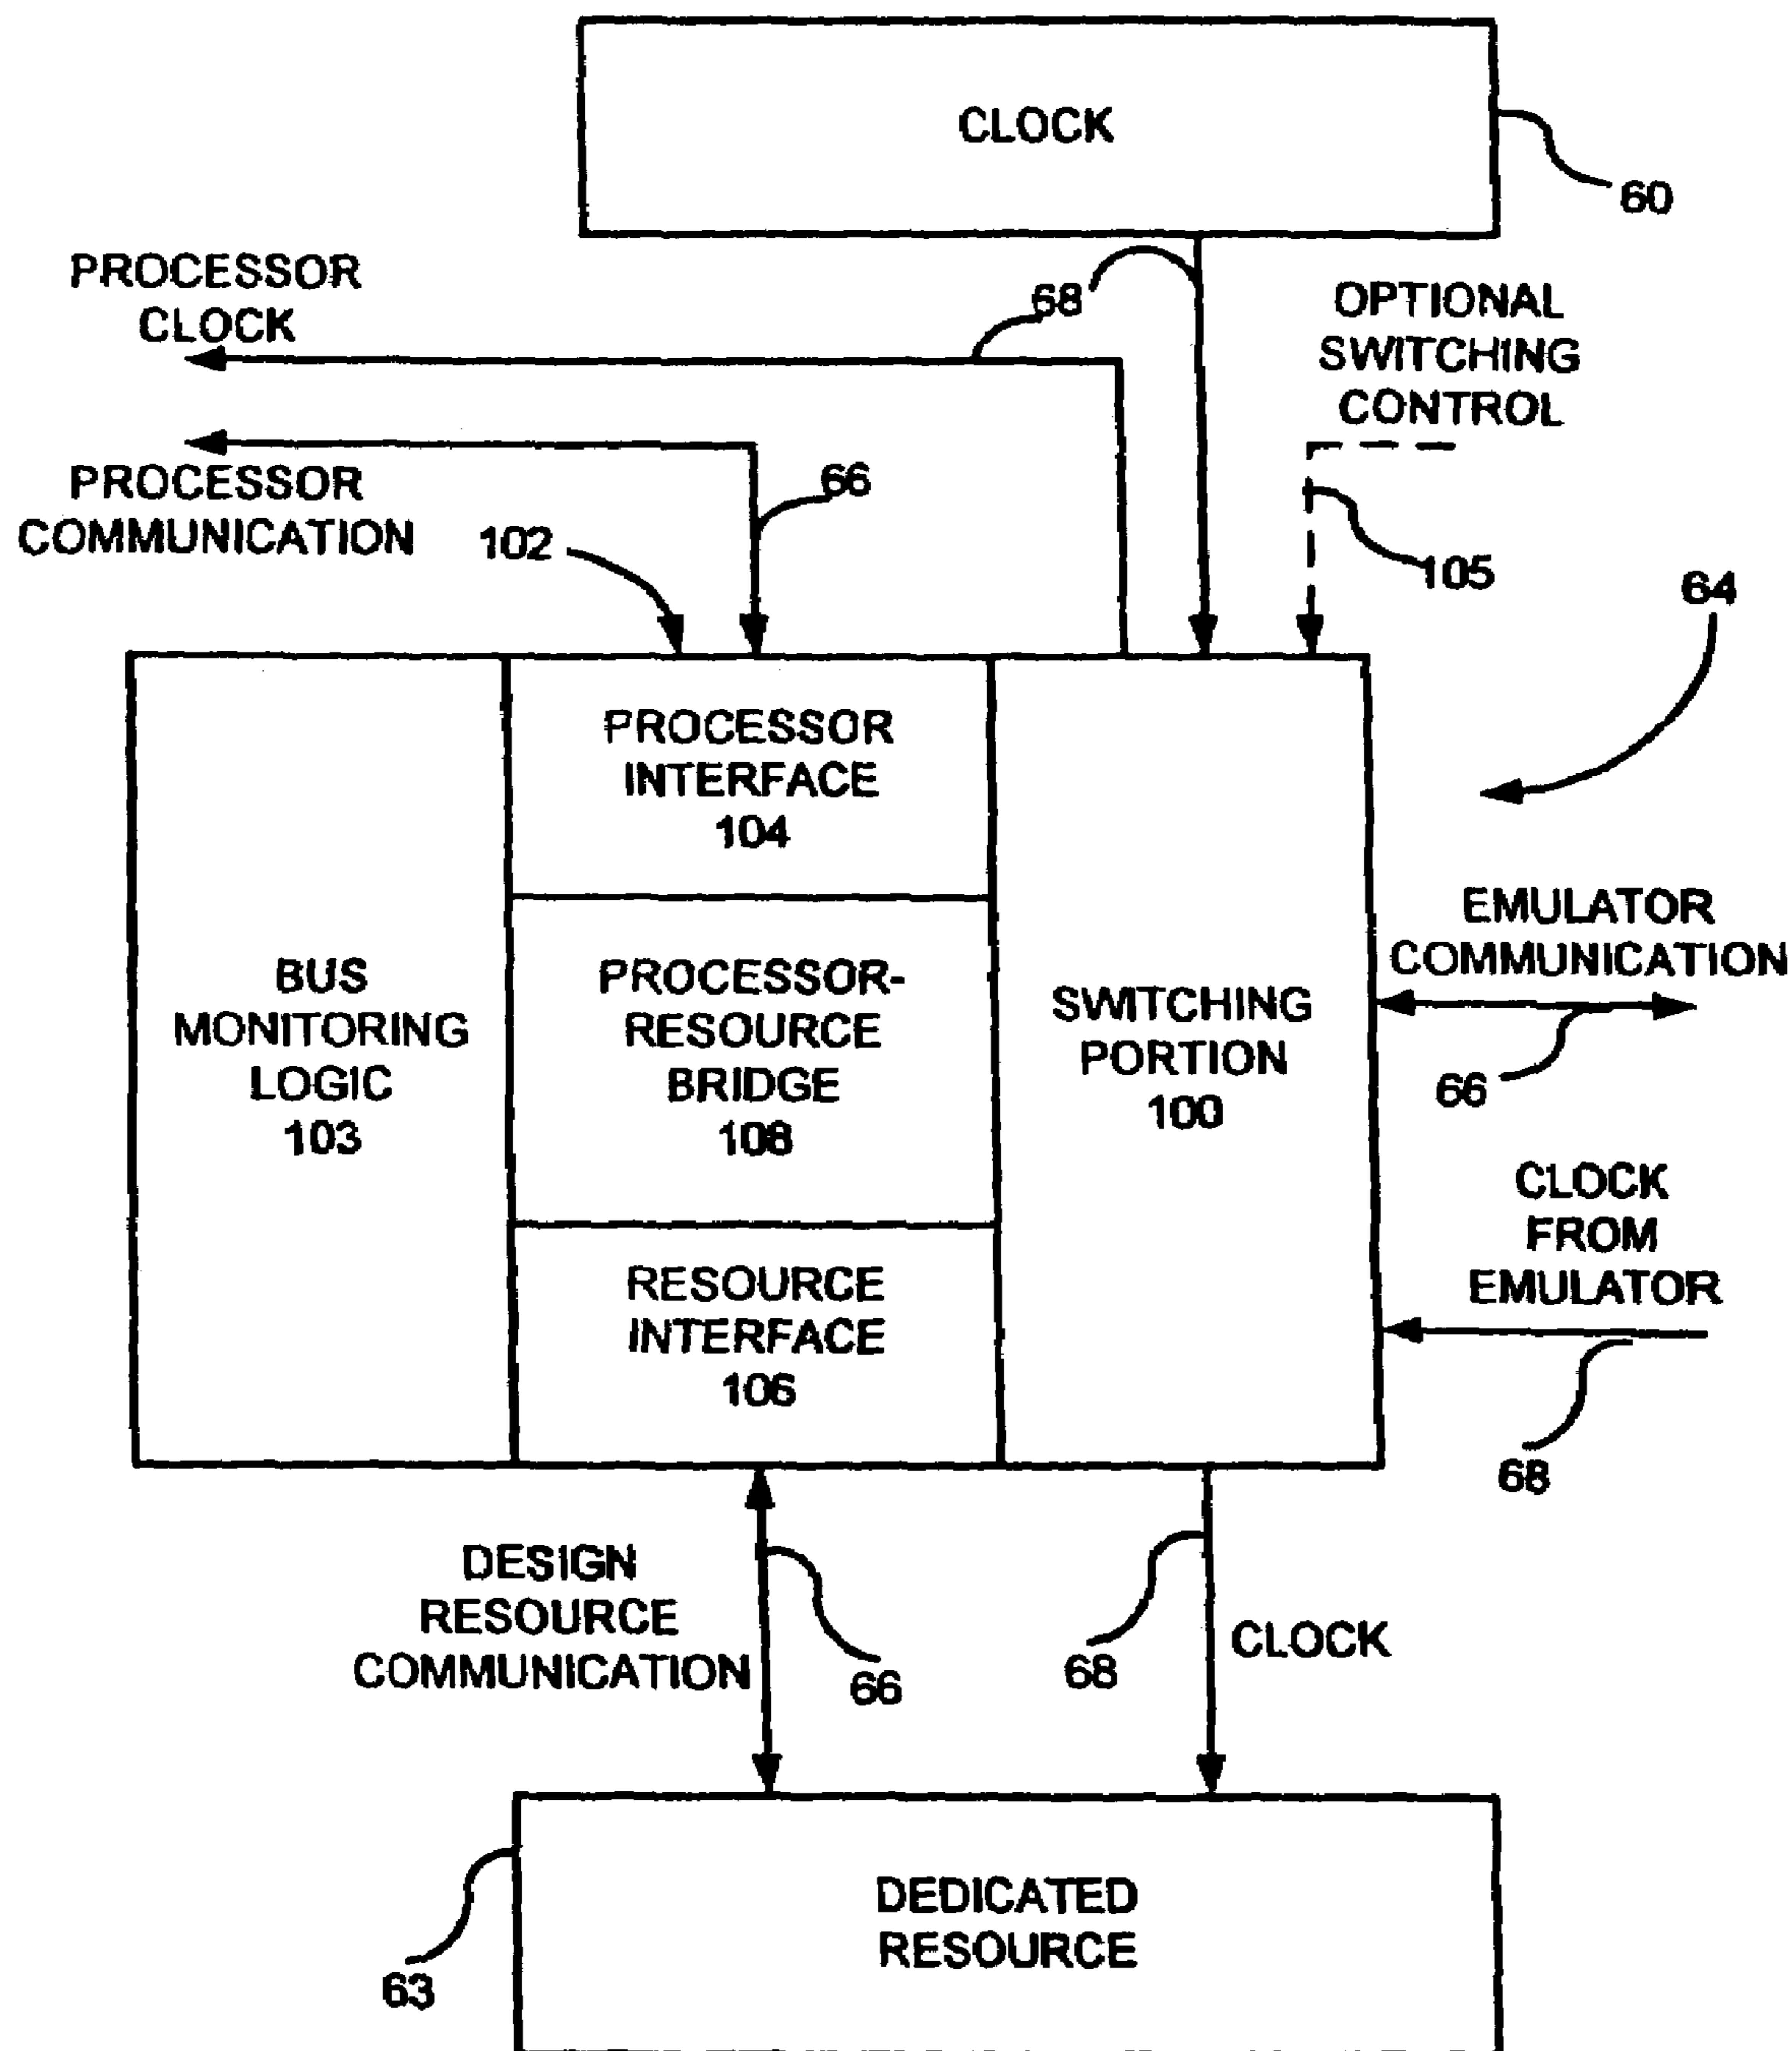 CLOCK
60
PROCESSOR
CLOCK
68
OPTIONAL
SWITCHING
CONTROL
PROCESSOR
COMMUNICATION
66
102
105
64
PROCESSOR
INTERFACE
104
BUS
MONITORING
LOGIC
103
PROCESSOR-
RESOURCE
BRIDGE
108
SWITCHING
PORTION
100
EMULATOR
COMMUNICATION
66
CLOCK
FROM
EMULATOR
68
RESOURCE
INTERFACE
106
DESIGN
RESOURCE
COMMUNICATION
66
68
CLOCK
DEDICATED
RESOURCE
63